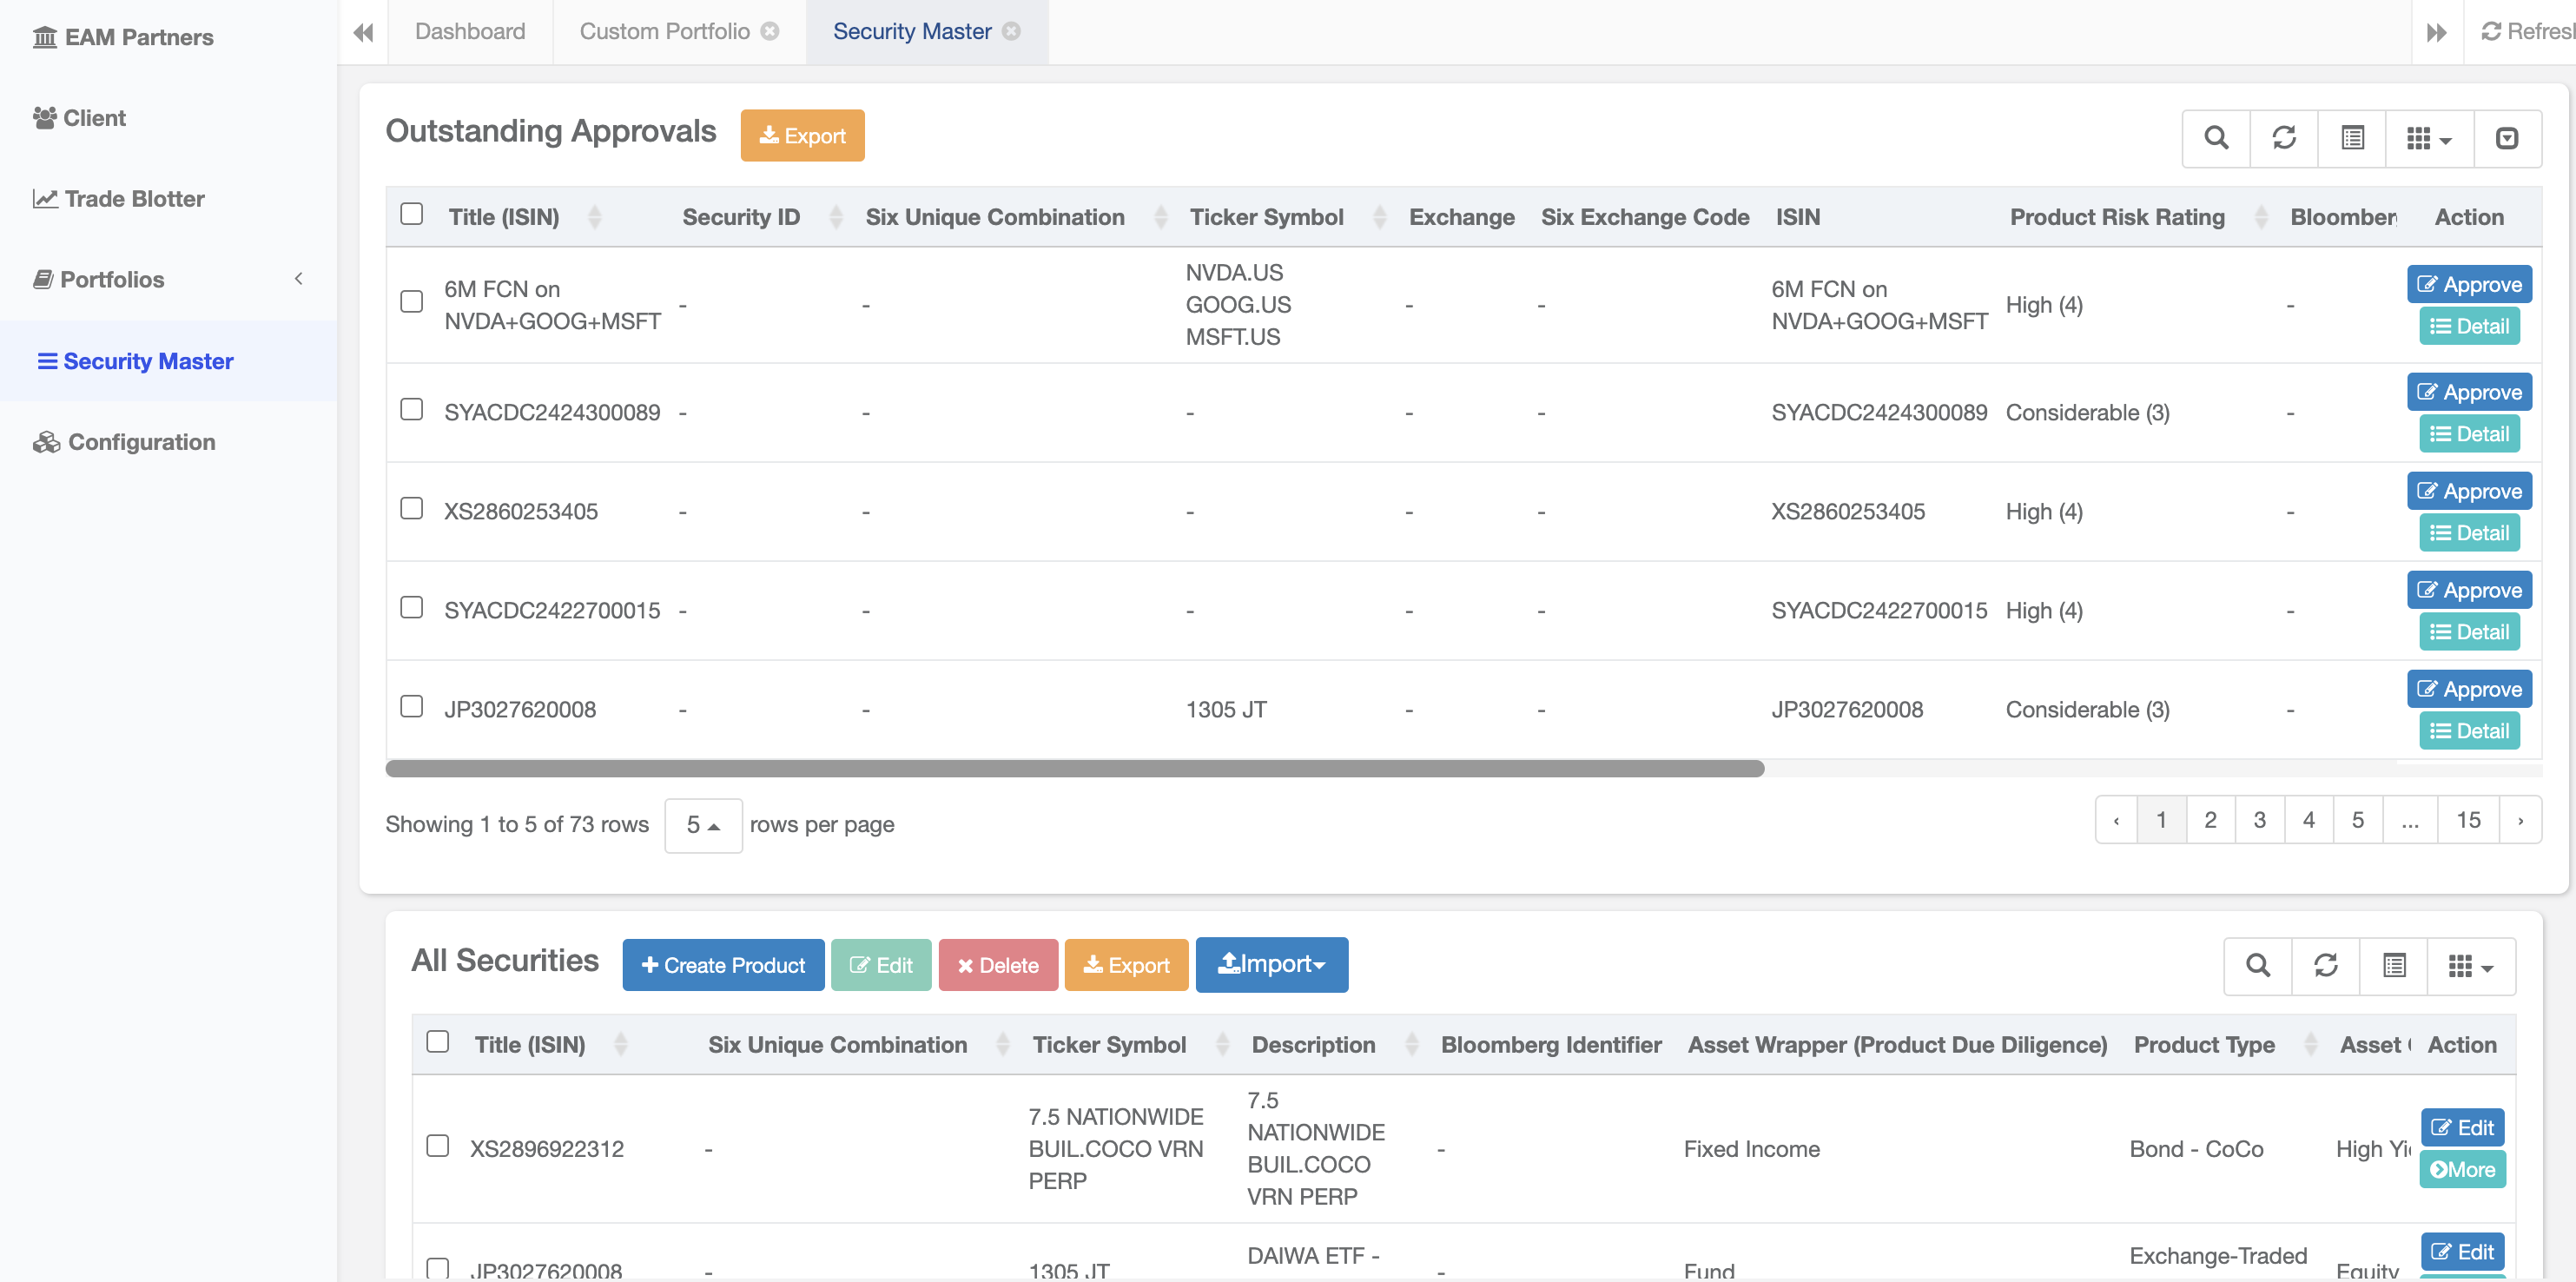 EAM Partners
Client
Trade Blotter
Portfolios
Security Master
Configuration
Dashboard
Custom Portfolio
Security Master
Outstanding Approvals
Export
Title (ISIN) Security ID Six Unique Combination Ticker Symbol Exchange Six Exchange Code ISIN Product Risk Rating Action
6M FCN on NVDA.US 6M FCN on Approve
NVDA+GOOG+MSFT - - GOOG.US - - NVDA+GOOG+MSFT High (4) - Detail
MSFT.US
SYACDC2424300089 - - - - - SYACDC2424300089 Considerable (3) - Approve
Detail
XS2860253405 - - - - - XS2860253405 High (4) - Approve
Detail
SYACDC2422700015 - - - - - SYACDC2422700015 High (4) - Approve
Detail
JP3027620008 - - 1305 JT - - JP3027620008 Considerable (3) - Approve
Detail
Showing 1 to 5 of 73 rows 5 rows per page
‹ 1 2 3 4 5 ... 15 ›
All Securities
Create Product Edit Delete Export Import
Title (ISIN) Six Unique Combination Ticker Symbol Description Bloomberg Identifier Asset Wrapper (Product Due Diligence) Product Type Asset Action
7.5 NATIONWIDE 7.5
BUIL.COCO VRN NATIONWIDE Edit
XS2896922312 - PERP BUIL.COCO - Fixed Income Bond - CoCo High More
VRN PERP
DAIWA ETF - Exchange-Traded Edit
JP3027620008 - 1305 JT - Fund Equity